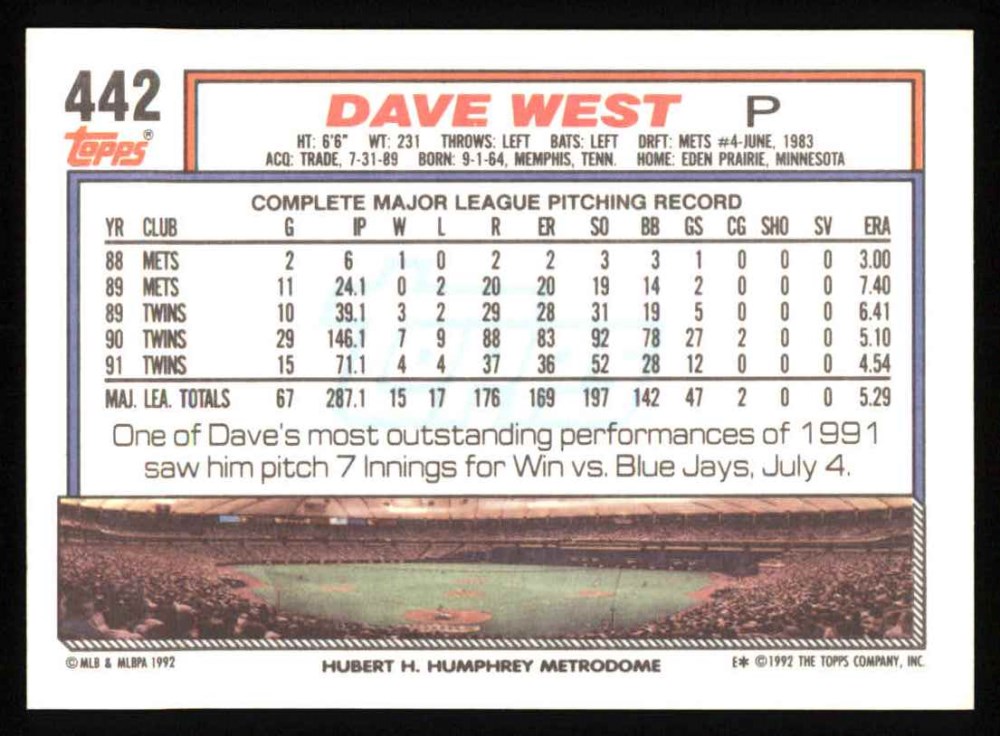 442
Topps®
DAVE WEST P
HT: 6'6" WT: 231 THROWS: LEFT BATS: LEFT DRFT: METS #4-JUNE, 1983
ACQ: TRADE, 7-31-89 BORN: 9-1-64, MEMPHIS, TENN. HOME: EDEN PRAIRIE, MINNESOTA
COMPLETE MAJOR LEAGUE PITCHING RECORD
YR CLUB G IP W L R ER SO BB GS CG SHO SV ERA
88 METS 2 6 1 0 2 2 3 3 1 0 0 0 3.00
89 METS 11 24.1 0 2 20 20 19 14 2 0 0 0 7.40
89 TWINS 10 39.1 3 2 29 28 31 19 5 0 0 0 6.41
90 TWINS 29 146.1 7 9 88 83 92 78 27 2 0 0 5.10
91 TWINS 15 71.1 4 4 37 36 52 28 12 0 0 0 4.54
MAJ. LEA. TOTALS 67 287.1 15 17 176 169 197 142 47 2 0 0 5.29
One of Dave's most outstanding performances of 1991
saw him pitch 7 Innings for Win vs. Blue Jays, July 4.
© MLB & MLBPA 1992
HUBERT H. HUMPHREY METRODOME
E* © 1992 THE TOPPS COMPANY, INC.